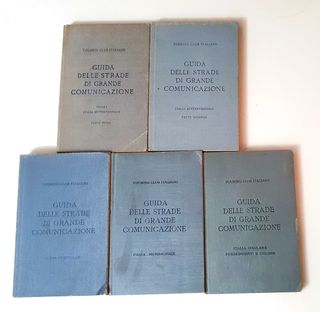 TOURING CLUB ITALIANO
GUIDA
DELLE STRADE
DI GRANDE
COMUNICAZIONE
ITALIA SETTENTRIONALE
PARTE PRIMA
TOURING CLUB ITALIANO
GUIDA
DELLE STRADE
DI GRANDE
COMUNICAZIONE
ITALIA SETTENTRIONALE
PARTE SECONDA
TOURING CLUB ITALIANO
GUIDA
DELLE STRADE
DI GRANDE
COMUNICAZIONE
ITALIA CENTRALE
TOURING CLUB ITALIANO
GUIDA
DELLE STRADE
DI GRANDE
COMUNICAZIONE
ITALIA MERIDIONALE
TOURING CLUB ITALIANO
GUIDA
DELLE STRADE
DI GRANDE
COMUNICAZIONE
ITALIA INSULARE
POSSEDIMENTI E COLONIE